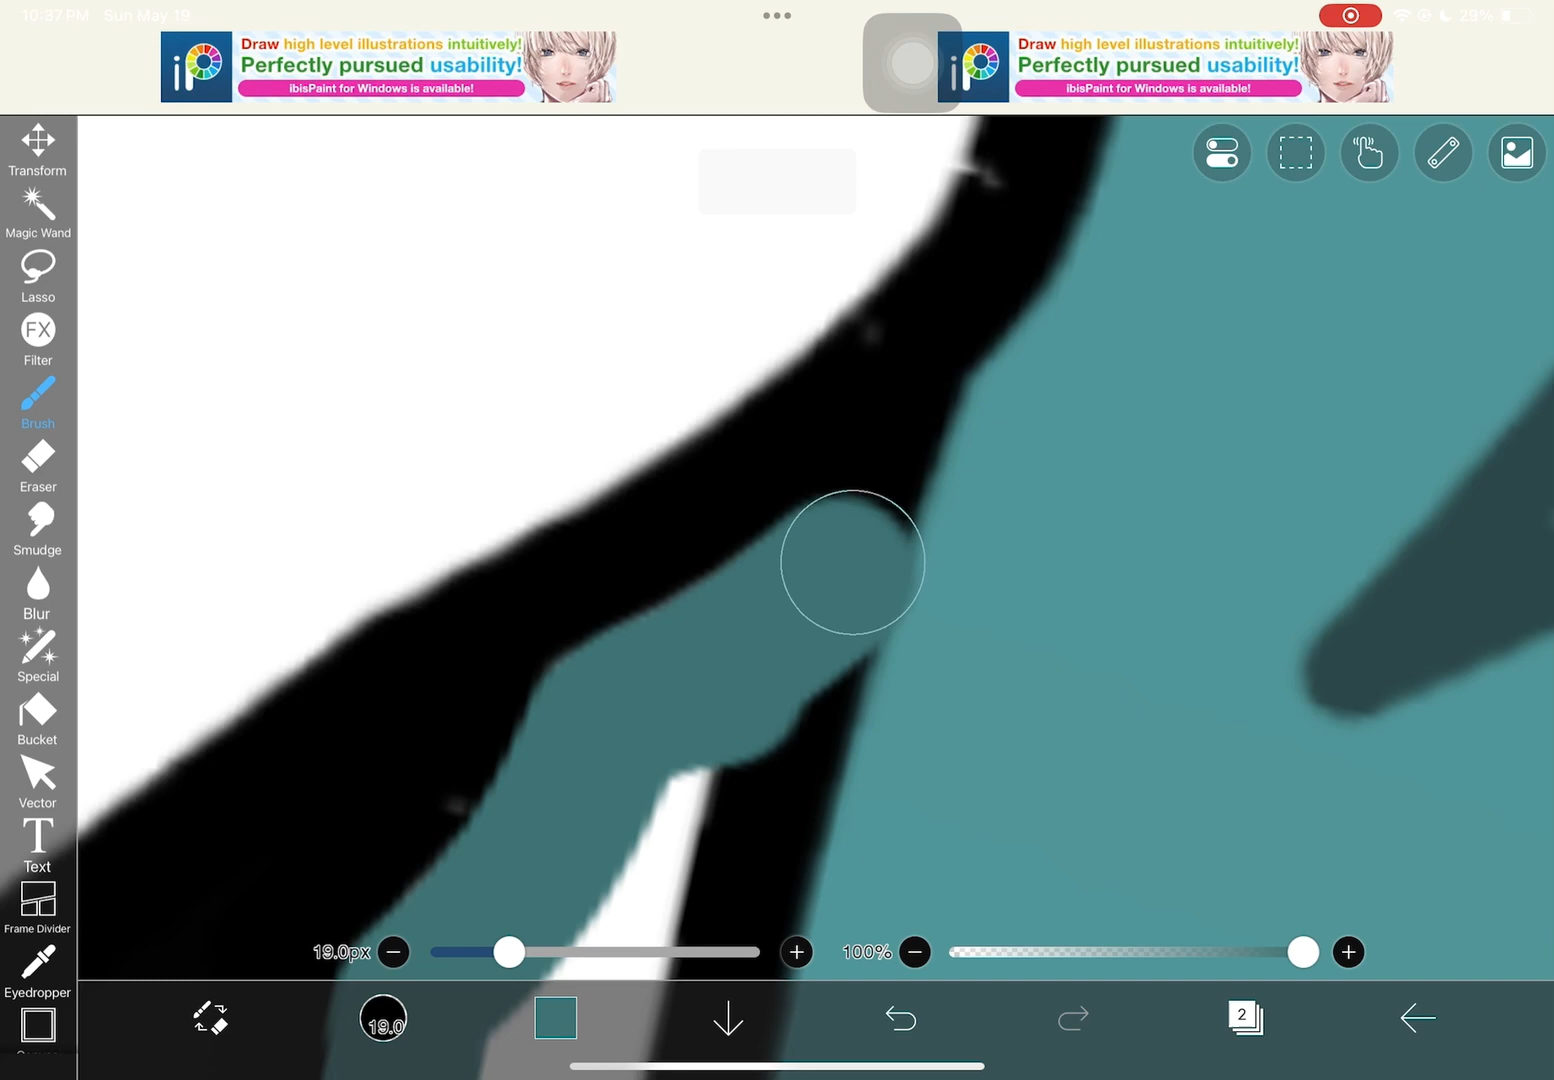 10:37 PM Sun May 19
29%
Draw high level illustrations intuitively!
Perfectly pursued usability!
ibisPaint for Windows is available!
Draw high level illustrations intuitively!
Perfectly pursued usability!
ibisPaint for Windows is available!
Transform
Magic Wand
Lasso
FX
Filter
Brush
Eraser
Smudge
Blur
Special
Bucket
Vector
T
Text
Frame Divider
Eyedropper
19.0px
100%
19.0
2